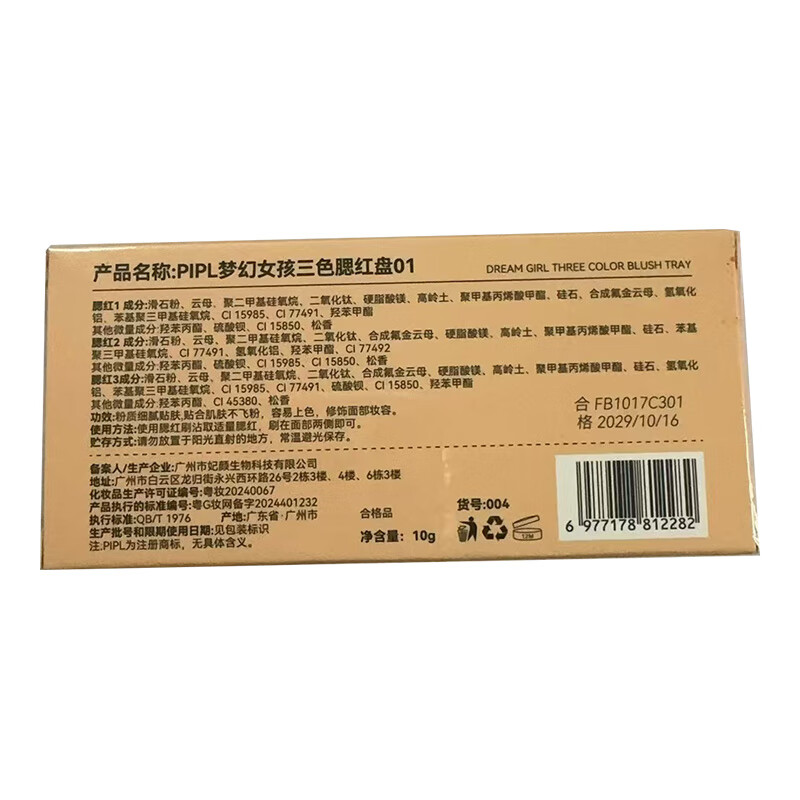 产品名称:PIPL梦幻女孩三色腮红盘01
DREAM GIRL THREE COLOR BLUSH TRAY
腮红1 成分:滑石粉、云母、聚二甲基硅氧烷、二氧化钛、硬脂酸镁、高岭土、聚甲基丙烯酸甲酯、硅石、合成氟金云母、氢氧化
铝、苯基聚三甲基硅氧烷、CI 15985、CI 77491、羟苯甲酯
其他微量成分:羟苯丙酯、硫酸钡、CI 15850、松香
腮红2 成分:滑石粉、云母、聚二甲基硅氧烷、二氧化钛、合成氟金云母、硬脂酸镁、高岭土、聚甲基丙烯酸甲酯、硅石、苯基
聚三甲基硅氧烷、CI 77491、氢氧化铝、羟苯甲酯、CI 77492
其他微量成分:羟苯丙酯、硫酸钡、CI 15985、CI 15850、松香
腮红3成分:滑石粉、云母、聚二甲基硅氧烷、二氧化钛、合成氟金云母、硬脂酸镁、高岭土、聚甲基丙烯酸甲酯、硅石、氢氧化
铝、苯基聚三甲基硅氧烷、CI 15985、CI 77491、硫酸钡、CI 15850、羟苯甲酯
其他微量成分:羟苯丙酯、CI 45380、松香
功效:粉质细腻贴肤,贴合肌肤不飞粉，容易上色，修饰面部妆容。
使用方法:使用腮红刷沾取适量腮红，刷在面部两侧即可。
贮存方式:请勿放置于阳光直射的地方，常温避光保存。
合 FB1017C301
格 2029/10/16
备案人/生产企业:广州市妃颜生物科技有限公司
地址:广州市白云区龙归街永兴西环路26号2栋3楼、4楼、6栋3楼
化妆品生产许可证编号:粤妆20240067
产品执行的标准编号:粤G妆网备字2024401232
执行标准:QB/T 1976 产地:广东省·广州市
生产批号和限期使用日期:见包装标识
注:PIPL为注册商标，无具体含义。
合格品
净含量： 10g
货号:004
12M
6 977178 812282